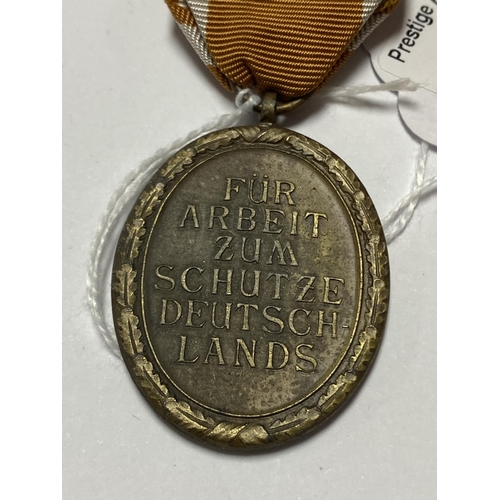 FÜR
ARBEIT
ZUM
SCHUTZE
DEUTSCH-
LANDS
Prestige